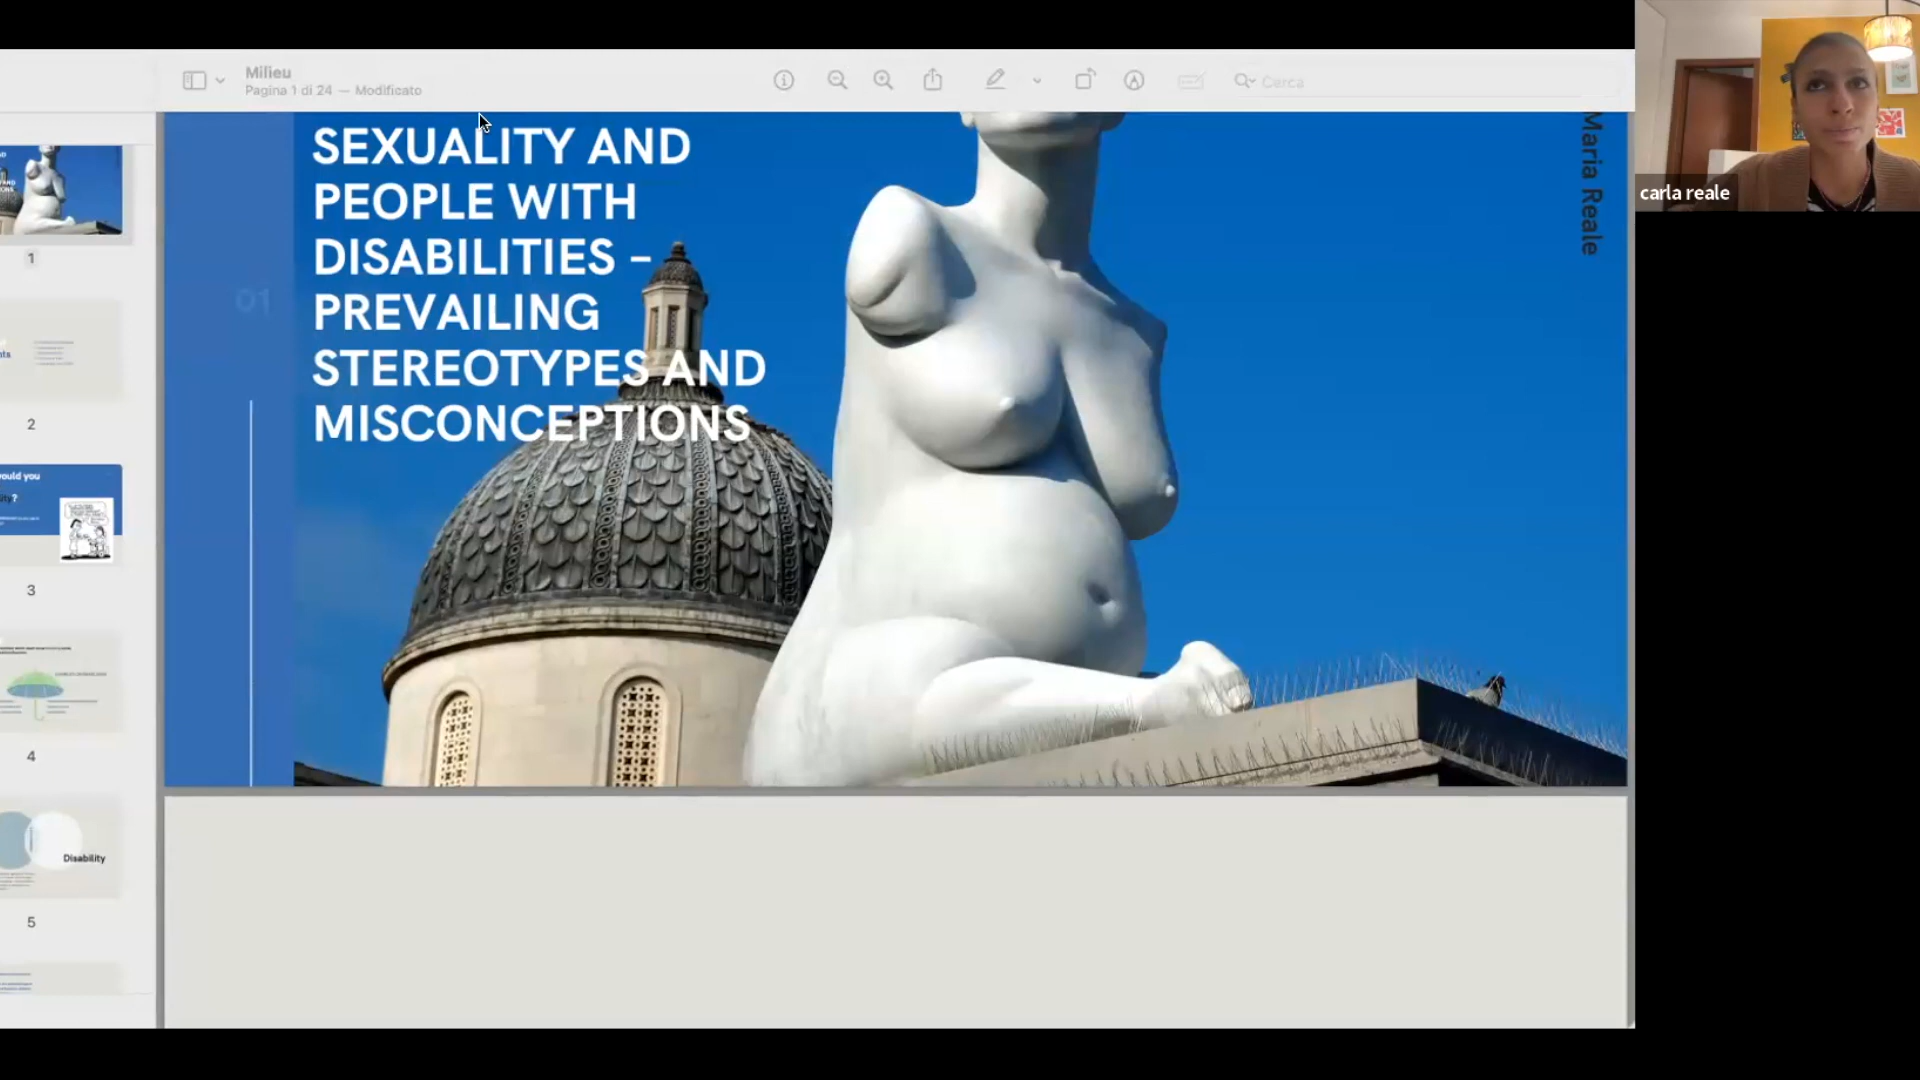 Milieu
Pagina 1 di 24 — Modificato
Cerca
SEXUALITY AND
PEOPLE WITH
DISABILITIES –
PREVAILING
STEREOTYPES AND
MISCONCEPTIONS
01
Maria Reale
carla reale
1
2
3
4
Disability
5